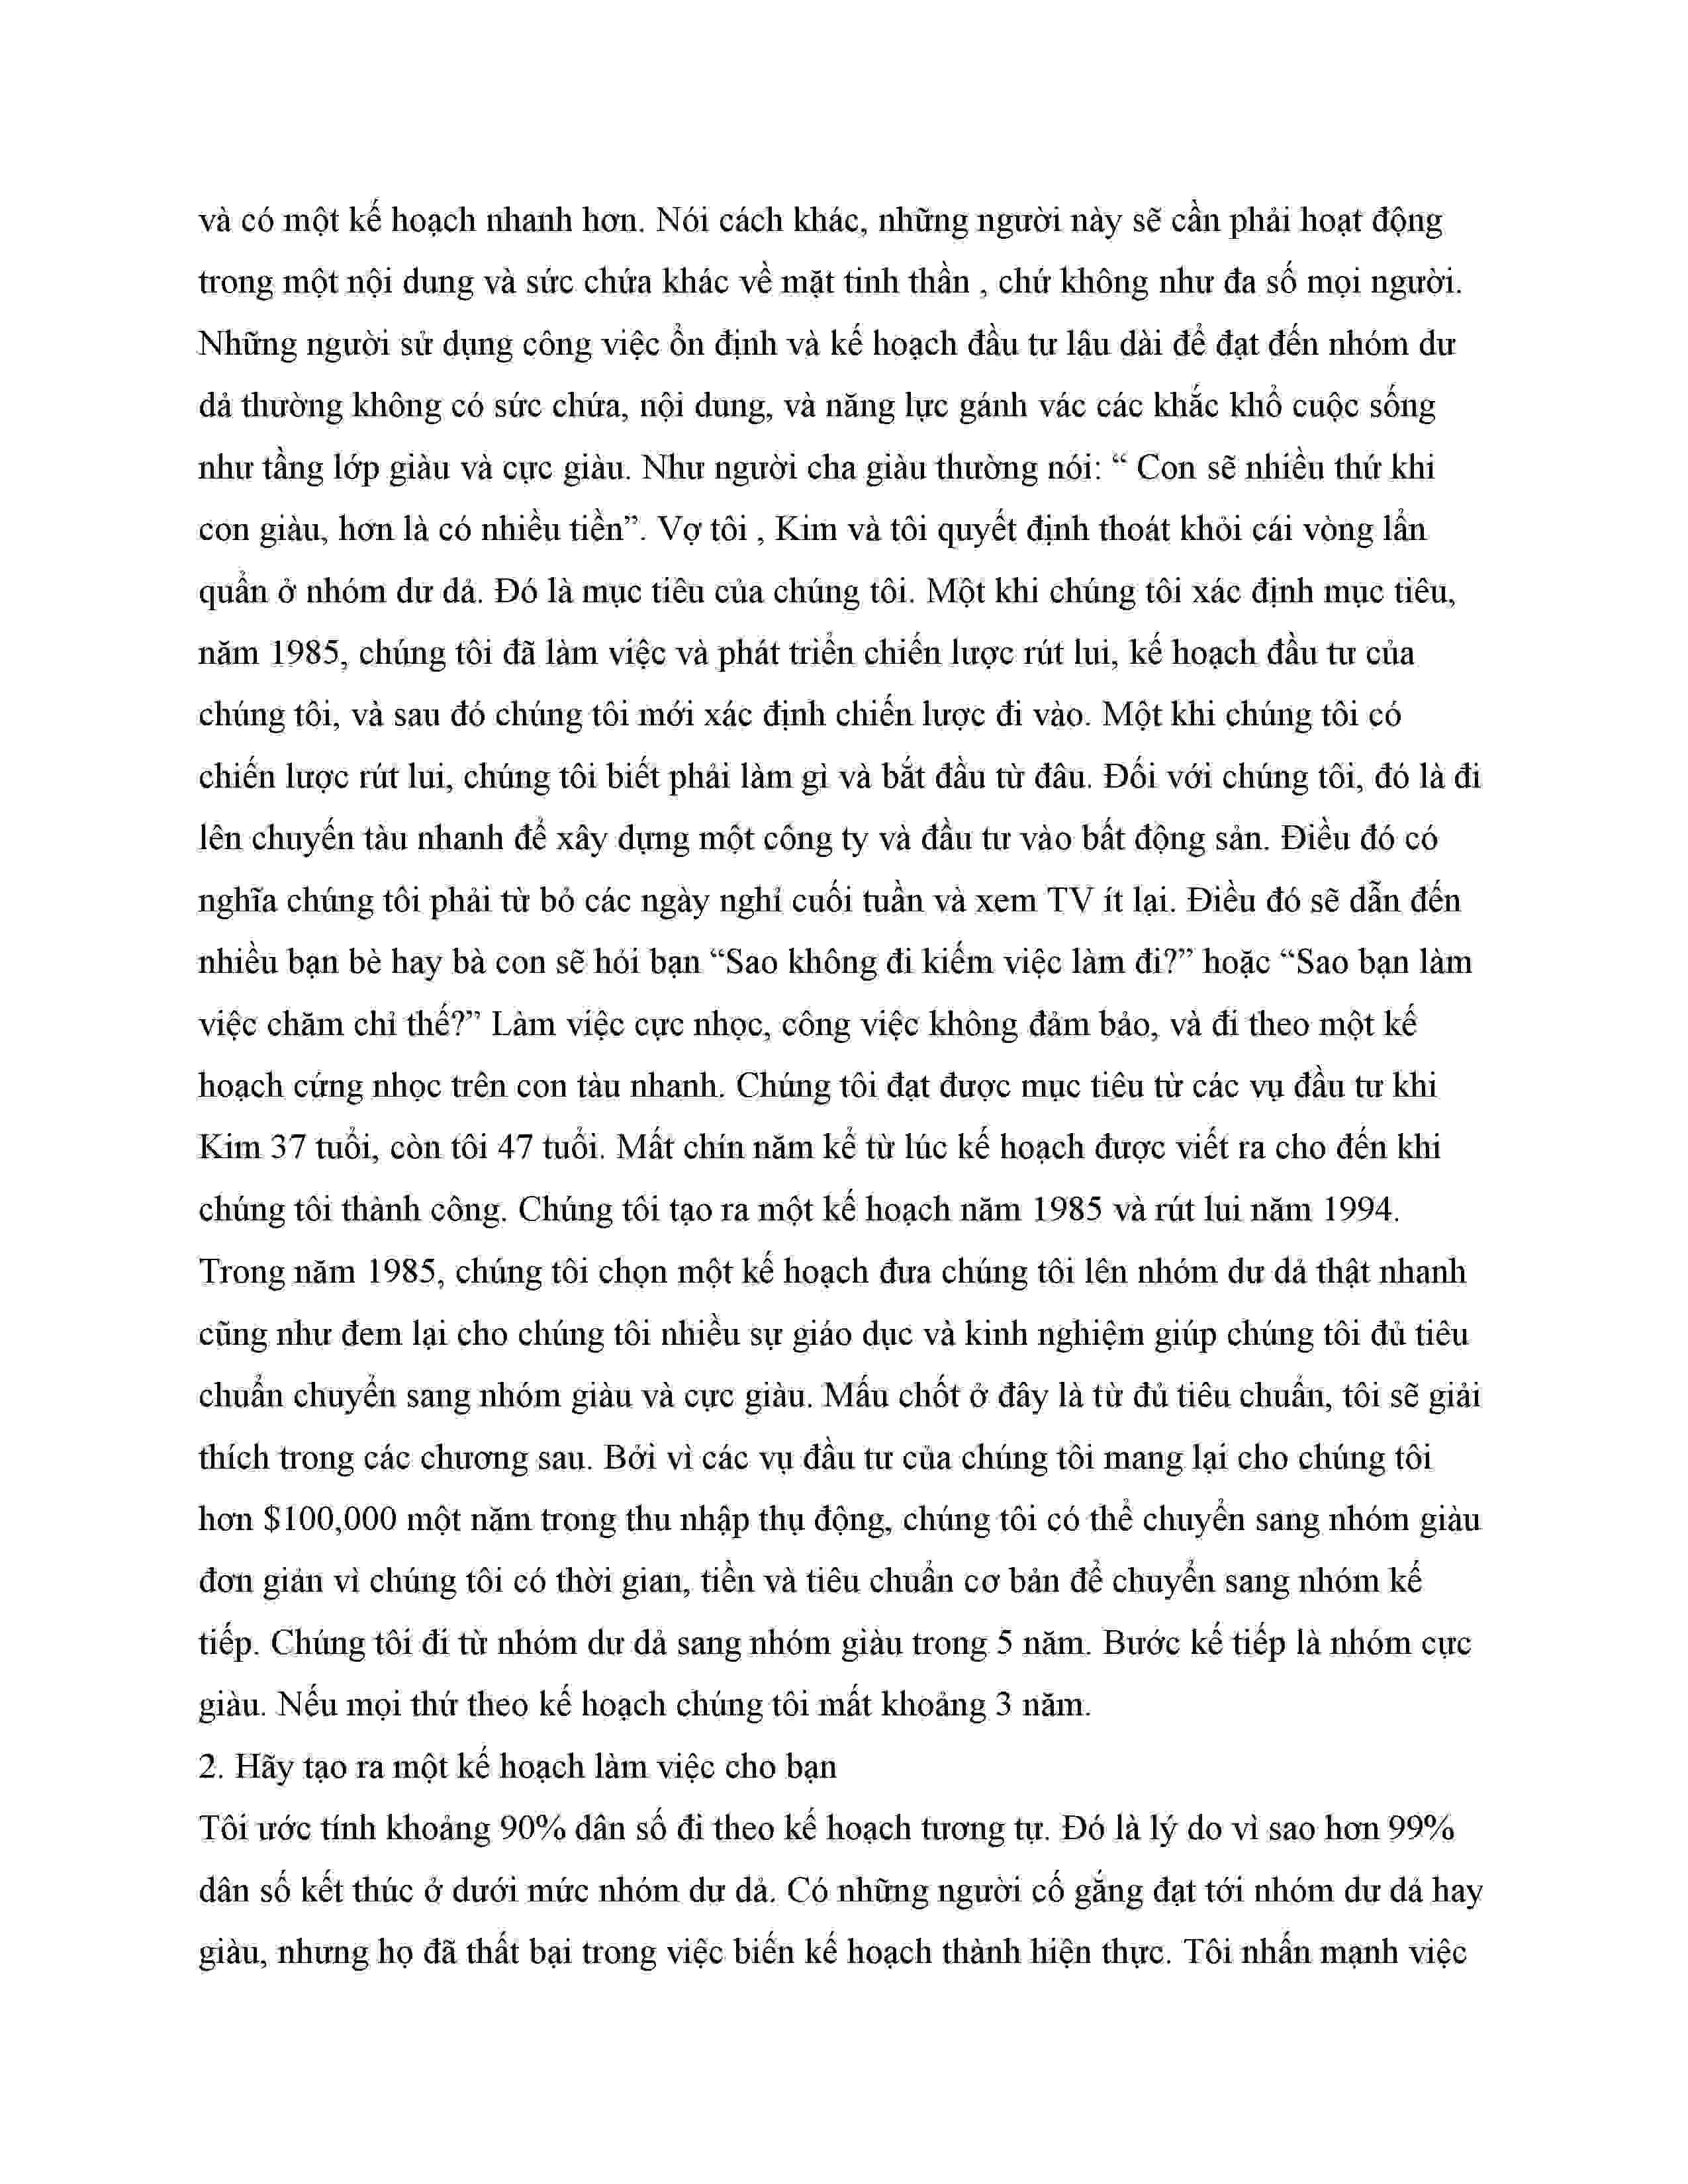 và có một kế hoạch nhanh hơn. Nói cách khác, những người này sẽ cần phải hoạt động
trong một nội dung và sức chứa khác về mặt tinh thần , chứ không như đa số mọi người.
Những người sử dụng công việc ổn định và kế hoạch đầu tư lâu dài để đạt đến nhóm dư
dả thường không có sức chứa, nội dung, và năng lực gánh vác các khắc khổ cuộc sống
như tầng lớp giàu và cực giàu. Như người cha giàu thường nói: “ Con sẽ nhiều thứ khi
con giàu, hơn là có nhiều tiền”. Vợ tôi , Kim và tôi quyết định thoát khỏi cái vòng lẩn
quẩn ở nhóm dư dả. Đó là mục tiêu của chúng tôi. Một khi chúng tôi xác định mục tiêu,
năm 1985, chúng tôi đã làm việc và phát triển chiến lược rút lui, kế hoạch đầu tư của
chúng tôi, và sau đó chúng tôi mới xác định chiến lược đi vào. Một khi chúng tôi có
chiến lược rút lui, chúng tôi biết phải làm gì và bắt đầu từ đâu. Đối với chúng tôi, đó là đi
lên chuyến tàu nhanh để xây dựng một công ty và đầu tư vào bất động sản. Điều đó có
nghĩa chúng tôi phải từ bỏ các ngày nghỉ cuối tuần và xem TV ít lại. Điều đó sẽ dẫn đến
nhiều bạn bè hay bà con sẽ hỏi bạn “Sao không đi kiếm việc làm đi?” hoặc “Sao bạn làm
việc chăm chỉ thế?” Làm việc cực nhọc, công việc không đảm bảo, và đi theo một kế
hoạch cứng nhọc trên con tàu nhanh. Chúng tôi đạt được mục tiêu từ các vụ đầu tư khi
Kim 37 tuổi, còn tôi 47 tuổi. Mất chín năm kể từ lúc kế hoạch được viết ra cho đến khi
chúng tôi thành công. Chúng tôi tạo ra một kế hoạch năm 1985 và rút lui năm 1994.
Trong năm 1985, chúng tôi chọn một kế hoạch đưa chúng tôi lên nhóm dư dả thật nhanh
cũng như đem lại cho chúng tôi nhiều sự giáo dục và kinh nghiệm giúp chúng tôi đủ tiêu
chuẩn chuyển sang nhóm giàu và cực giàu. Mấu chốt ở đây là từ đủ tiêu chuẩn, tôi sẽ giải
thích trong các chương sau. Bởi vì các vụ đầu tư của chúng tôi mang lại cho chúng tôi
hơn $100,000 một năm trong thu nhập thụ động, chúng tôi có thể chuyển sang nhóm giàu
đơn giản vì chúng tôi có thời gian, tiền và tiêu chuẩn cơ bản để chuyển sang nhóm kế
tiếp. Chúng tôi đi từ nhóm dư dả sang nhóm giàu trong 5 năm. Bước kế tiếp là nhóm cực
giàu. Nếu mọi thứ theo kế hoạch chúng tôi mất khoảng 3 năm.
2. Hãy tạo ra một kế hoạch làm việc cho bạn
Tôi ước tính khoảng 90% dân số đi theo kế hoạch tương tự. Đó là lý do vì sao hơn 99%
dân số kết thúc ở dưới mức nhóm dư dả. Có những người cố gắng đạt tới nhóm dư dả hay
giàu, nhưng họ đã thất bại trong việc biến kế hoạch thành hiện thực. Tôi nhấn mạnh việc